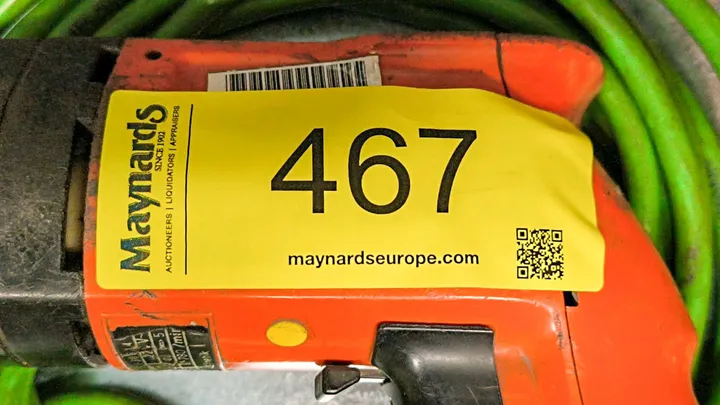 Maynards
SINCE 1902
AUCTIONEERS | LIQUIDATORS | APPRAISERS
467
maynardseurope.com